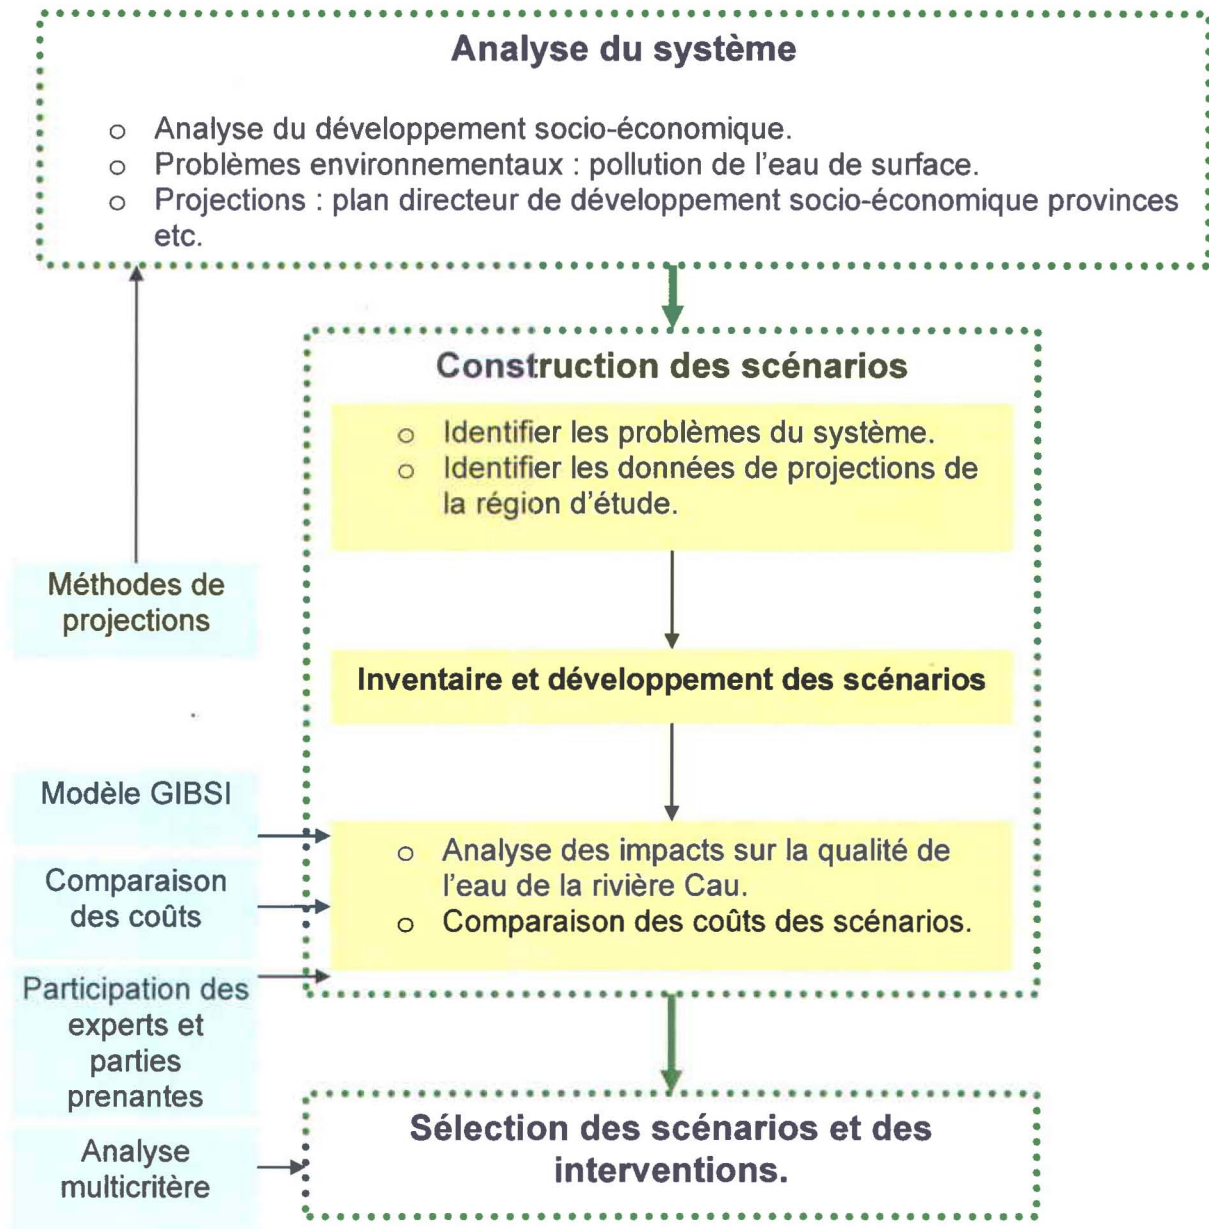 Analyse du système
o Analyse du développement socio-économique.
o Problèmes environnementaux : pollution de l'eau de surface.
o Projections : plan directeur de développement socio-économique provinces
etc.
Construction des scénarios
o Identifier les problèmes du système.
o Identifier les données de projections de
la région d'étude.
Méthodes de
projections
Inventaire et développement des scénarios
Modèle GIBSI
Comparaison
des coûts
Participation des
experts et
parties
prenantes
o Analyse des impacts sur la qualité de
l'eau de la rivière Cau.
o Comparaison des coûts des scénarios.
Analyse
multicritère
Sélection des scénarios et des
interventions.